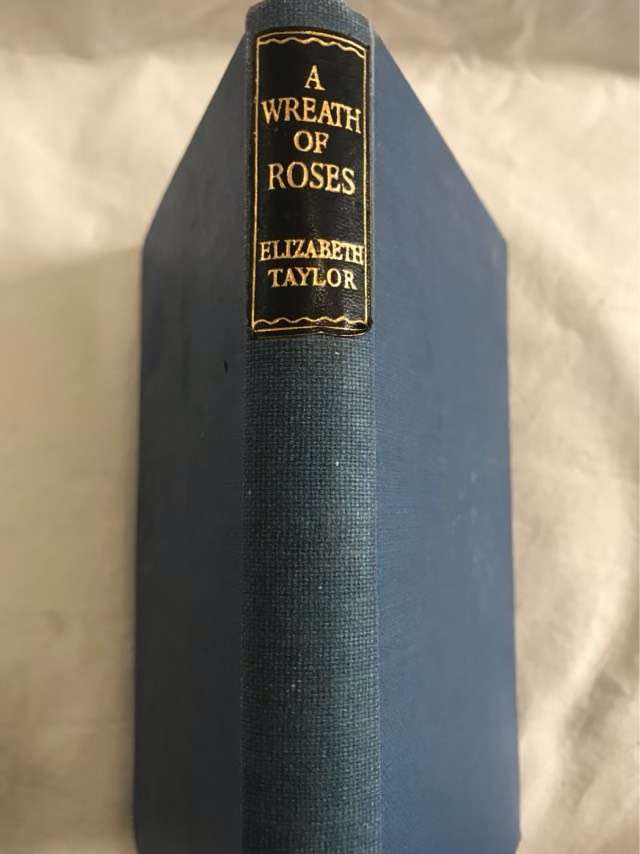 A
WREATH
OF
ROSES
ELIZABETH
TAYLOR